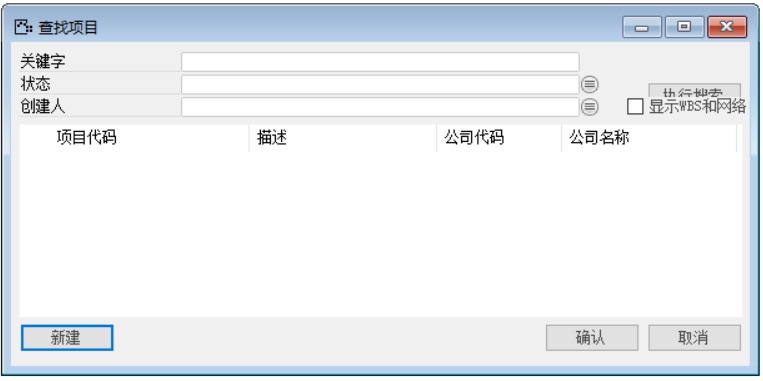 查找项目
关键字
状态
执行搜索
创建人
显示WBS和网络
项目代码 描述 公司代码 公司名称
新建 确认 取消